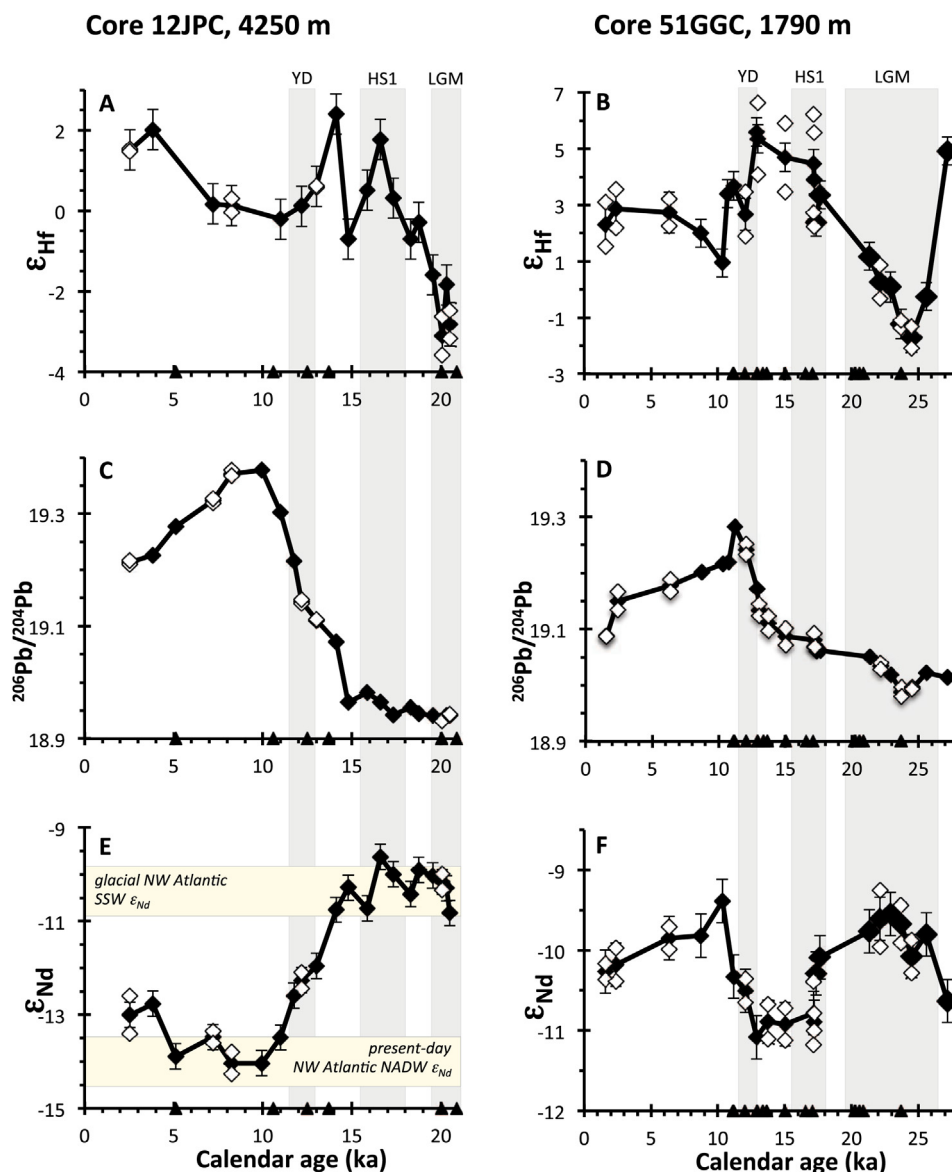 Core 12JPC, 4250 m
Core 51GGC, 1790 m
YD
HS1
LGM
YD
HS1
LGM
A
2
0
-2
-4
εHf
0
5
10
15
20
B
7
5
3
1
-1
-3
εHf
0
5
10
15
20
25
C
19.3
19.1
18.9
206Pb/204Pb
0
5
10
15
20
D
19.3
19.1
18.9
206Pb/204Pb
0
5
10
15
20
25
E
-9
-11
-13
-15
εNd
glacial NW Atlantic
SSW εNd
present-day
NW Atlantic NADW εNd
0
5
10
15
20
Calendar age (ka)
F
-9
-10
-11
-12
εNd
0
5
10
15
20
25
Calendar age (ka)